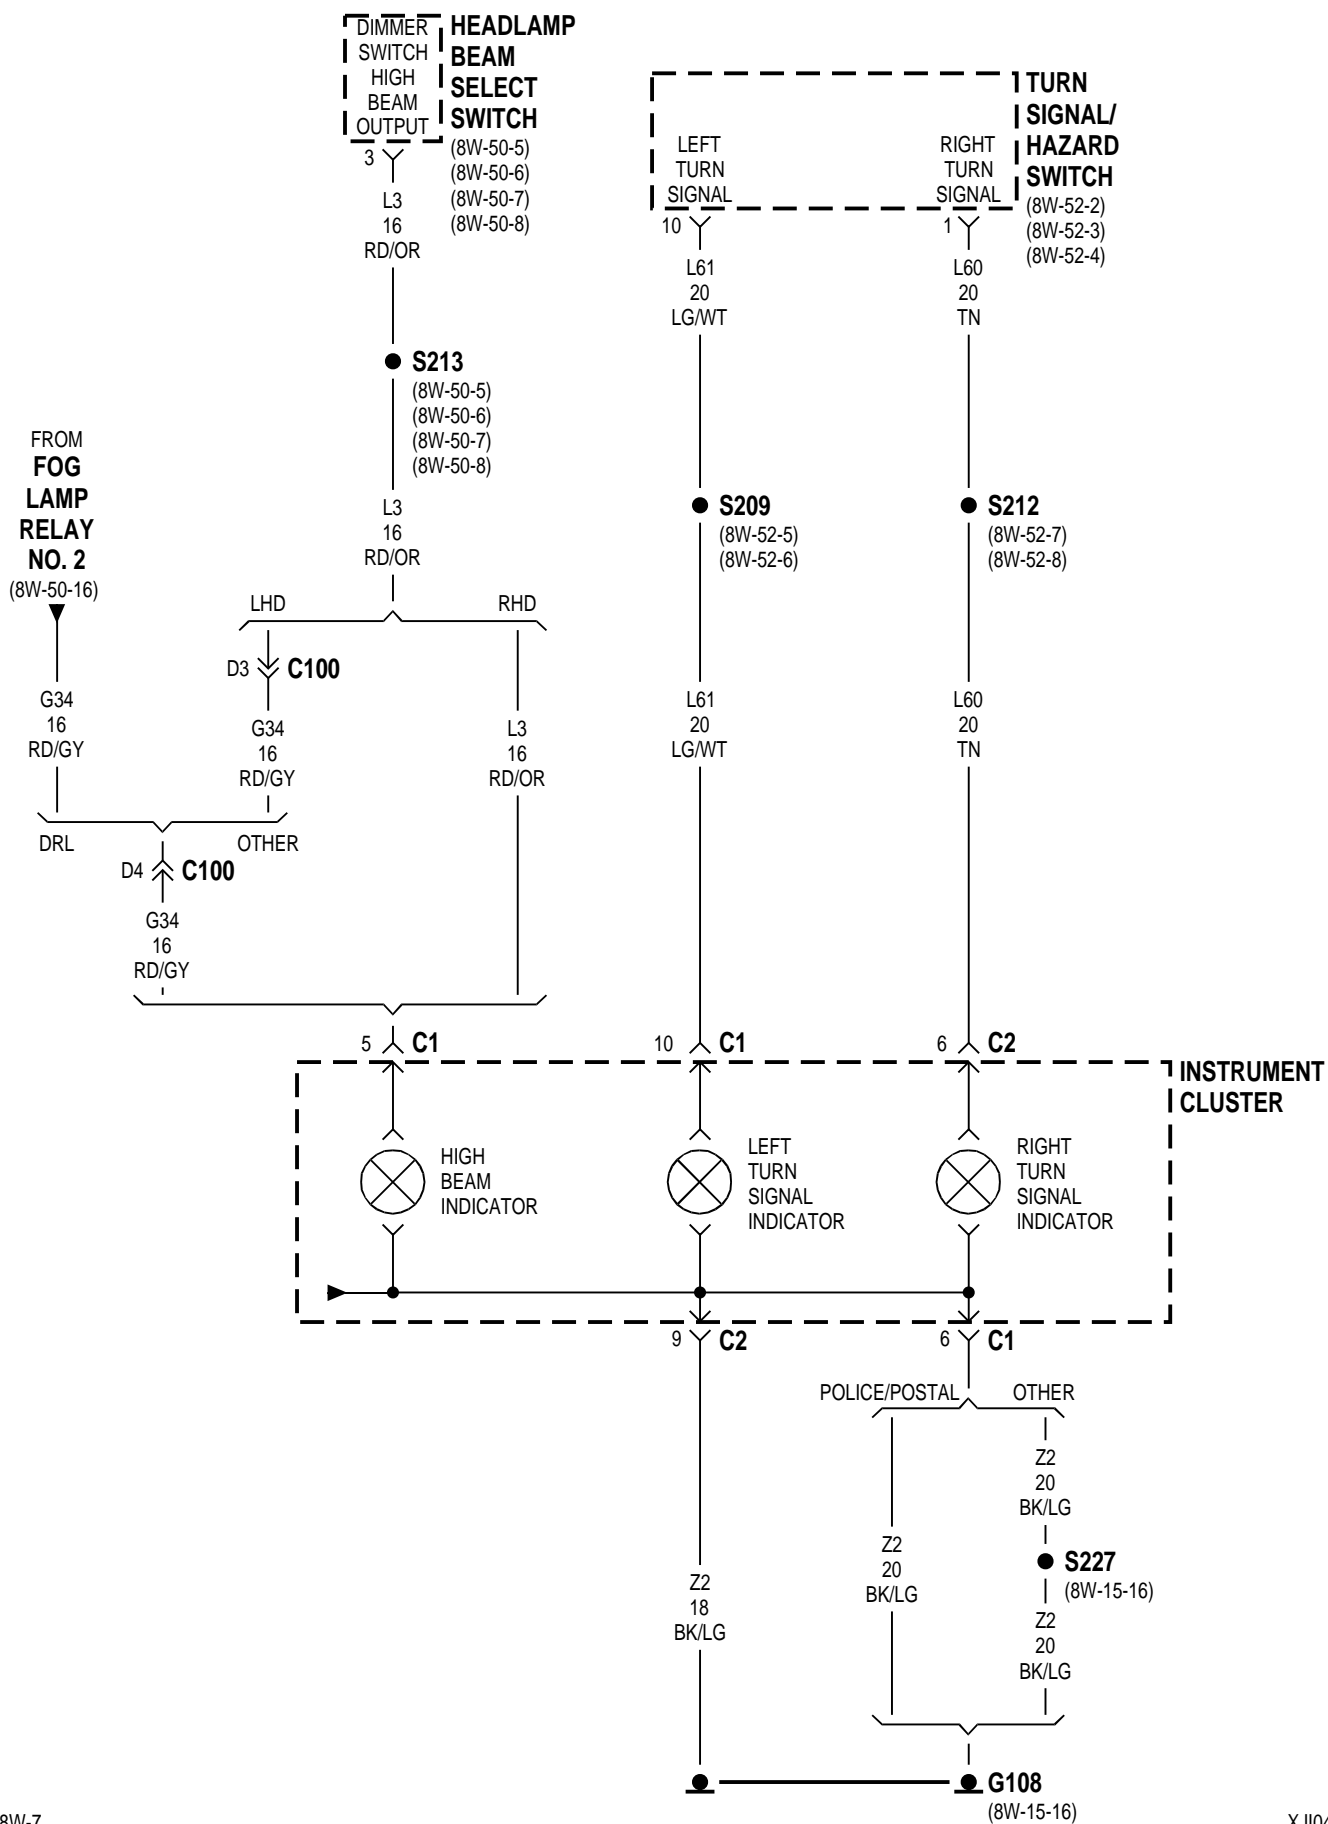 DIMMER
SWITCH
HIGH
BEAM
OUTPUT
HEADLAMP
BEAM
SELECT
SWITCH
(8W-50-5)
(8W-50-6)
(8W-50-7)
(8W-50-8)
3
L3
16
RD/OR
LEFT
TURN
SIGNAL
RIGHT
TURN
SIGNAL
TURN
SIGNAL/
HAZARD
SWITCH
(8W-52-2)
(8W-52-3)
(8W-52-4)
10
L61
20
LG/WT
1
L60
20
TN
S213
(8W-50-5)
(8W-50-6)
(8W-50-7)
(8W-50-8)
L3
16
RD/OR
FROM
FOG
LAMP
RELAY
NO. 2
(8W-50-16)
S209
(8W-52-5)
(8W-52-6)
S212
(8W-52-7)
(8W-52-8)
LHD
RHD
D3
C100
G34
16
RD/GY
G34
16
RD/GY
L3
16
RD/OR
L61
20
LG/WT
L60
20
TN
DRL
OTHER
D4
C100
G34
16
RD/GY
5
C1
10
C1
6
C2
INSTRUMENT
CLUSTER
HIGH
BEAM
INDICATOR
LEFT
TURN
SIGNAL
INDICATOR
RIGHT
TURN
SIGNAL
INDICATOR
9
C2
6
C1
POLICE/POSTAL
OTHER
Z2
20
BK/LG
S227
(8W-15-16)
Z2
18
BK/LG
Z2
20
BK/LG
Z2
20
BK/LG
G108
(8W-15-16)